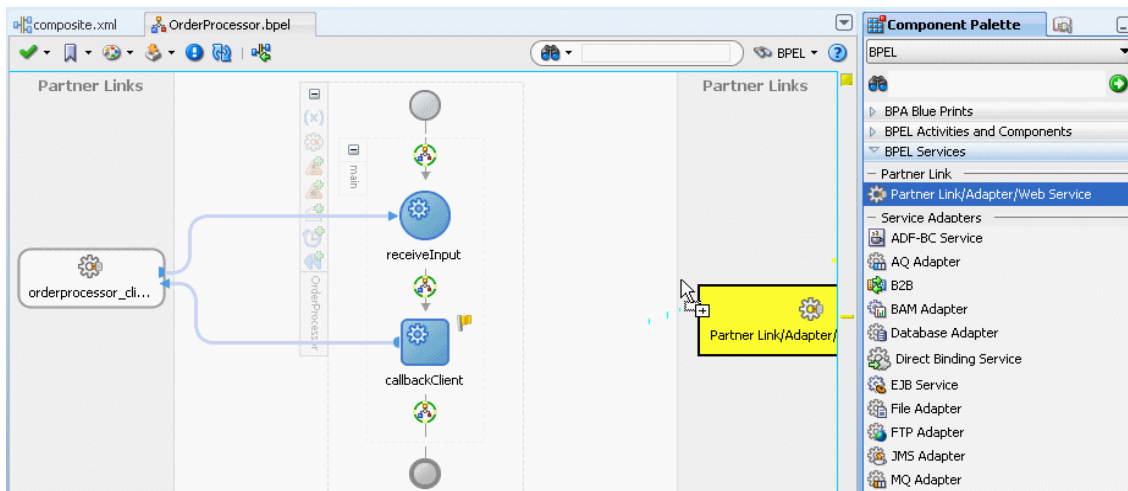 composite.xml
OrderProcessor.bpel
BPEL
Partner Links
Partner Links
(x)
main
receiveInput
orderprocessor_cli...
OrderProcessor
callbackClient
Partner Link/Adapter/
Component Palette
BPEL
BPA Blue Prints
BPEL Activities and Components
BPEL Services
Partner Link
Partner Link/Adapter/Web Service
Service Adapters
ADF-BC Service
AQ Adapter
B2B
BAM Adapter
Database Adapter
Direct Binding Service
EJB Service
File Adapter
FTP Adapter
JMS Adapter
MQ Adapter